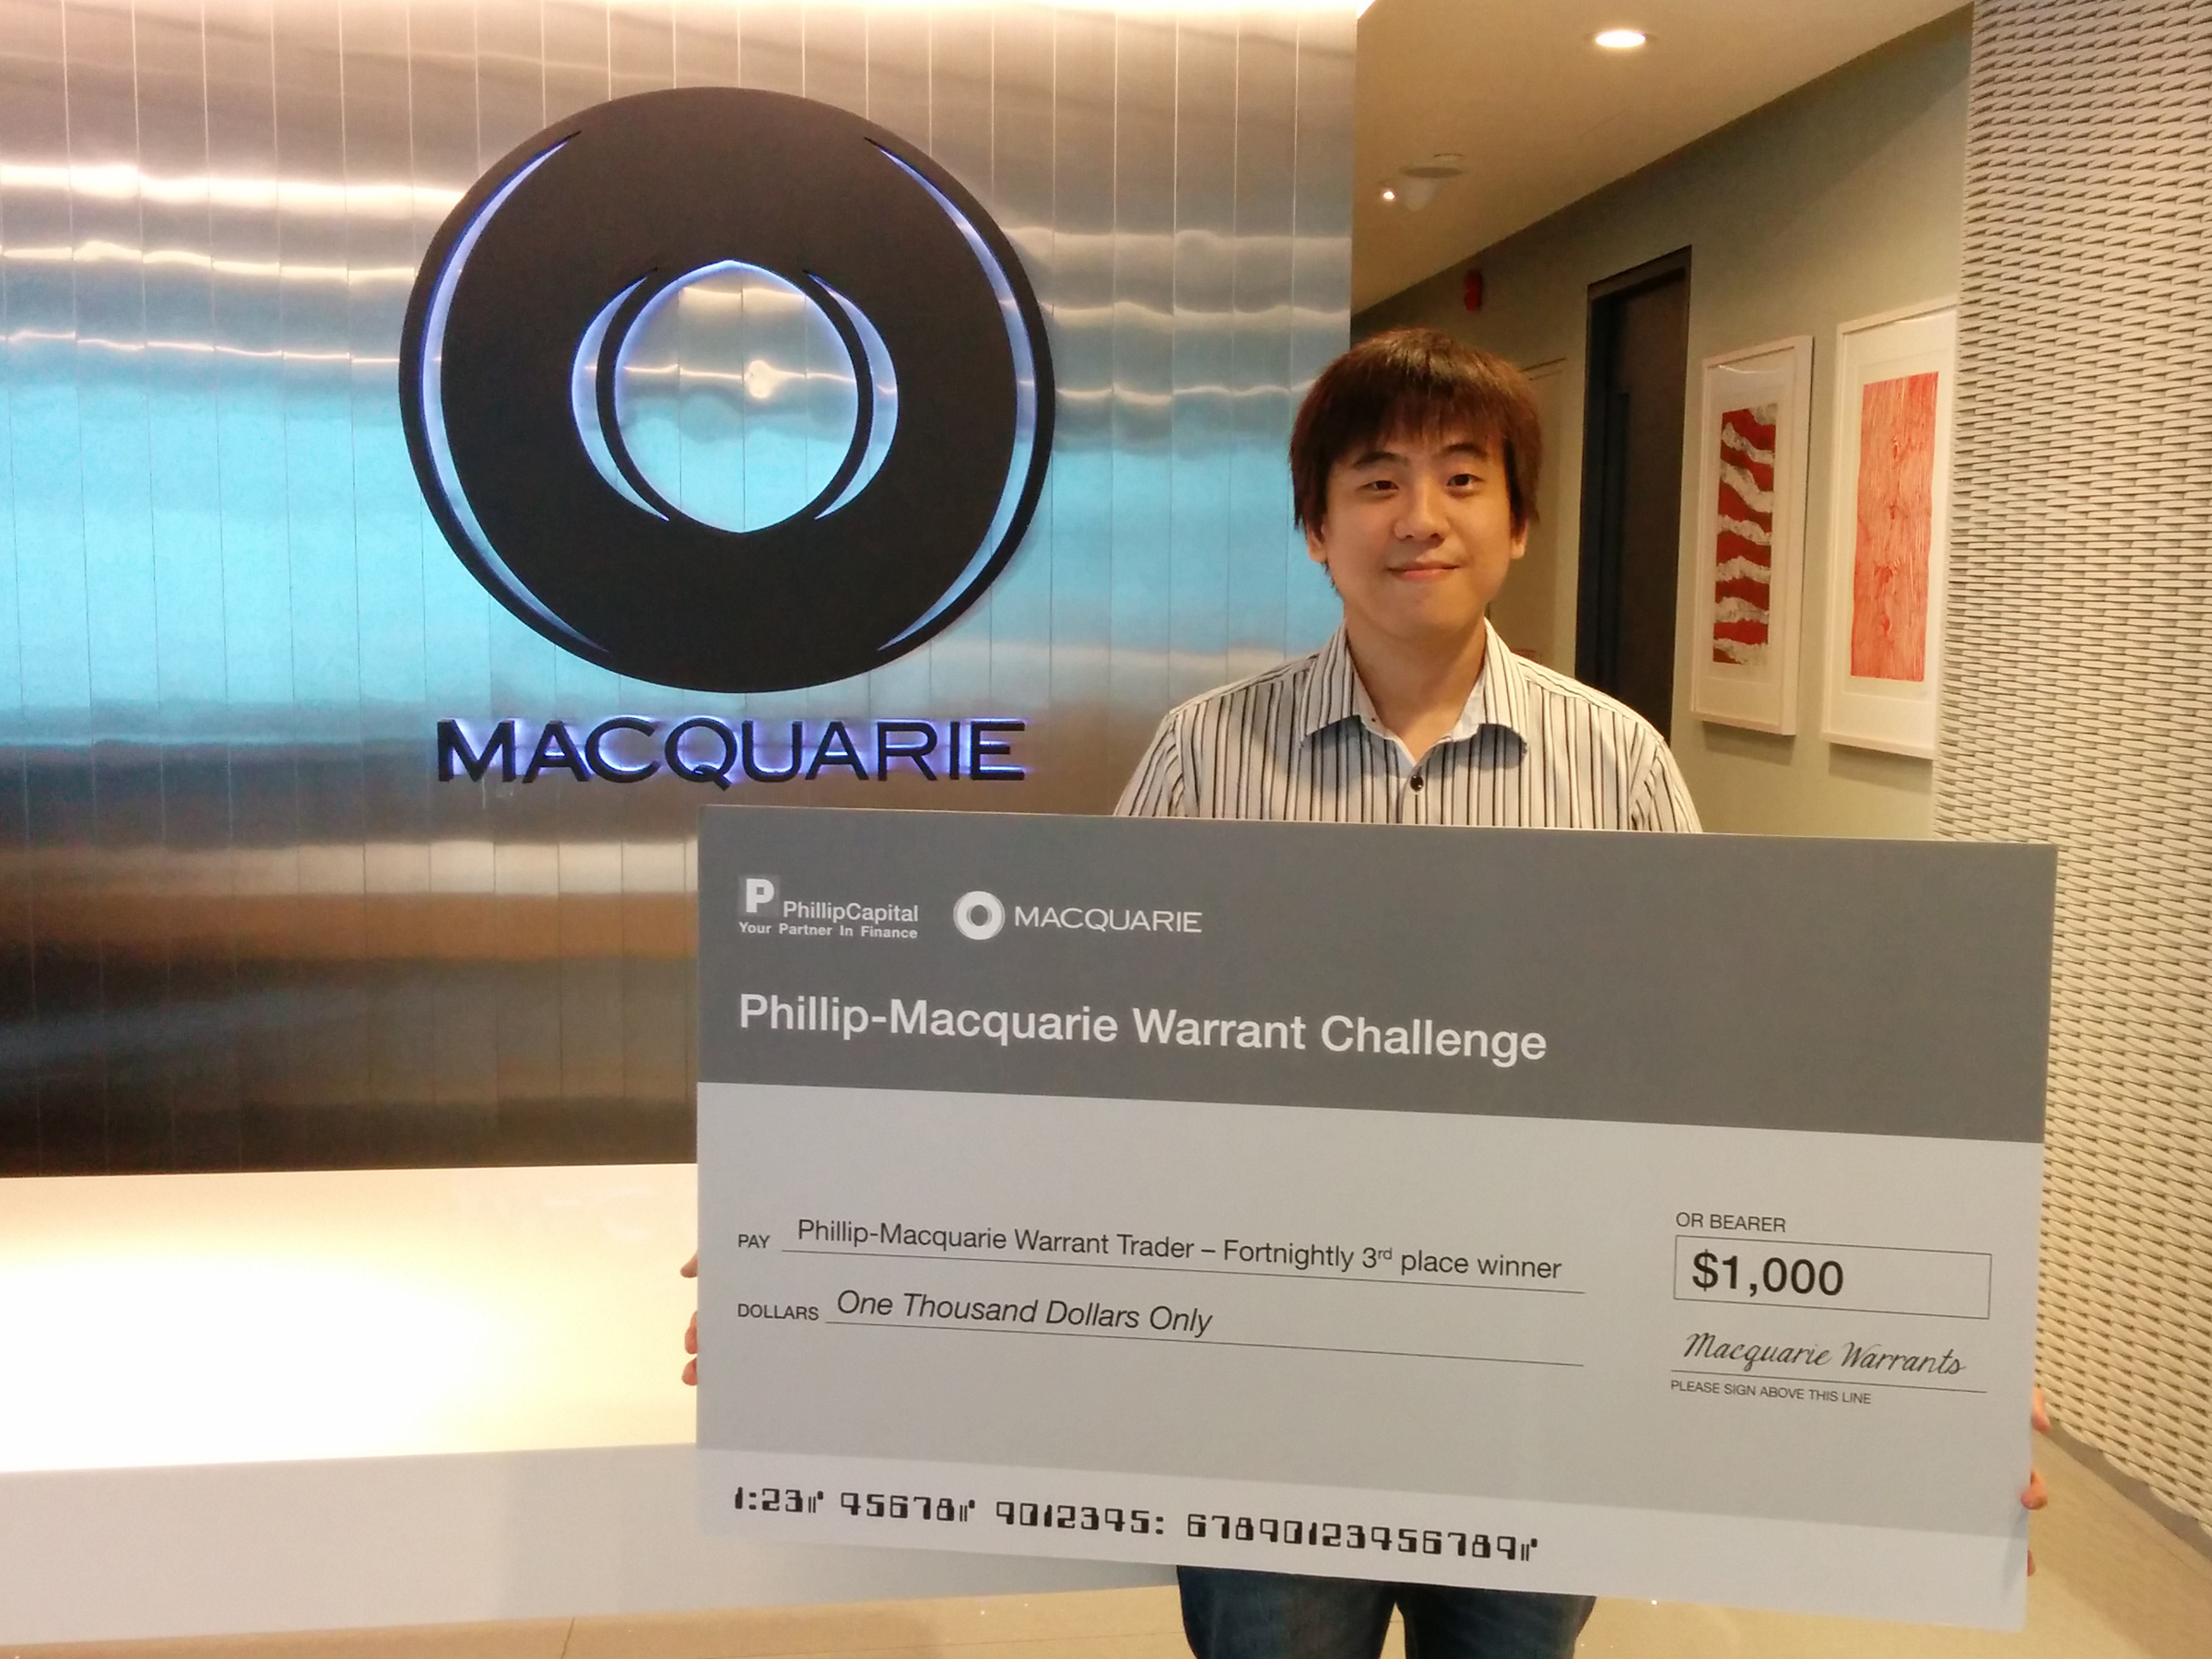 MACQUARIE
P PhillipCapital
Your Partner In Finance
MACQUARIE
Phillip-Macquarie Warrant Challenge
PAY Phillip-Macquarie Warrant Trader – Fortnightly 3rd place winner
DOLLARS One Thousand Dollars Only
OR BEARER
$1,000
Macquarie Warrants
PLEASE SIGN ABOVE THIS LINE
1:23⑈ 45678⑈ 9012345: 67890123456789⑈